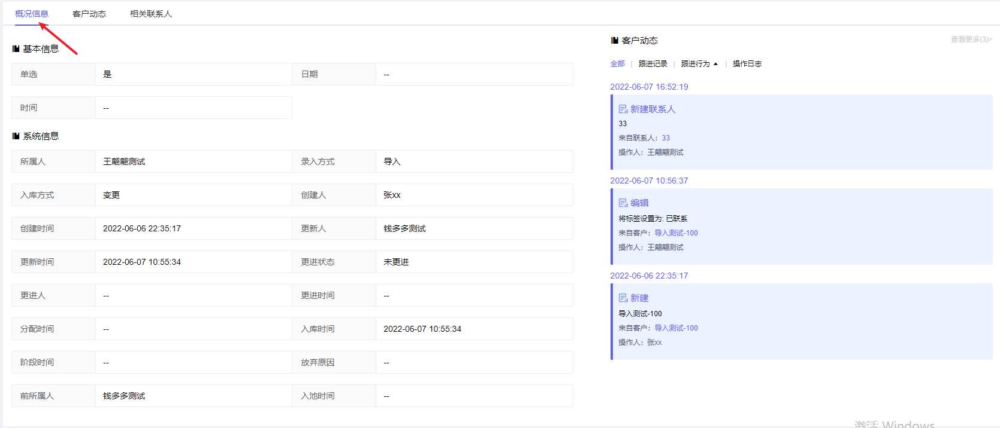 概况信息 客户动态 相关联系人
基本信息
单选 是 日期 --
时间 --
系统信息
所属人 王翩翩测试 录入方式 导入
入库方式 变更 创建人 张xx
创建时间 2022-06-06 22:35:17 更新人 钱多多测试
更新时间 2022-06-07 10:55:34 更进状态 未更进
更进人 -- 更进时间 --
分配时间 -- 入库时间 2022-06-07 10:55:34
阶段时间 -- 放弃原因 --
前所属人 钱多多测试 入池时间 --
客户动态 查看更多(3)>
全部 | 跟进记录 | 跟进行为 | 操作日志
2022-06-07 16:52:19
新建联系人
33
来自联系人：33
操作人：王翩翩测试
2022-06-07 10:56:37
编辑
将标签设置为: 已联系
来自客户：导入测试-100
操作人：王翩翩测试
2022-06-06 22:35:17
新建
导入测试-100
来自客户：导入测试-100
操作人：张xx
激活 Windows